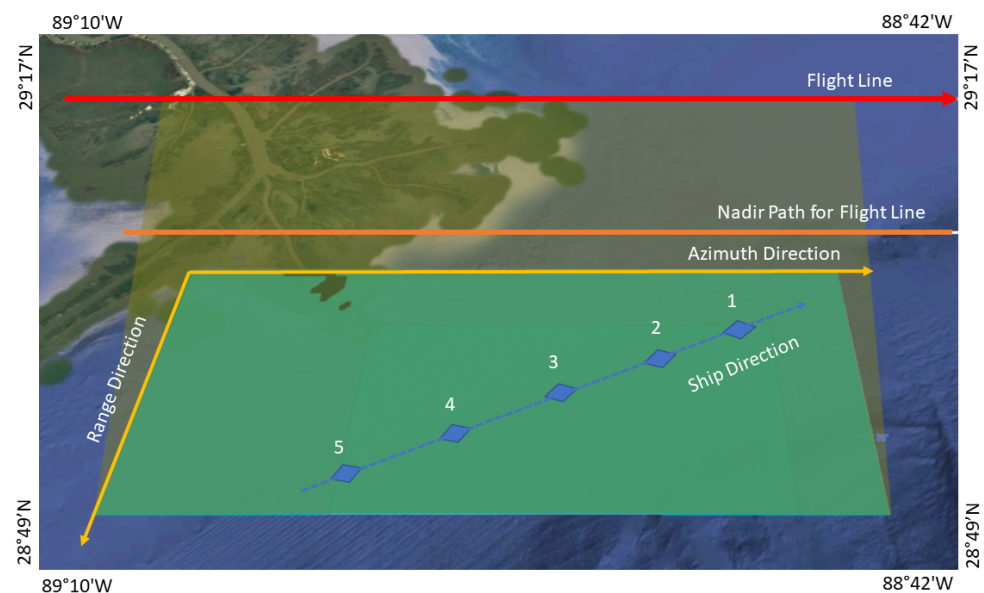 89°10'W
88°42'W
29°17'N
29°17'N
Flight Line
Nadir Path for Flight Line
Azimuth Direction
1
2
3
4
5
Ship Direction
Range Direction
28°49'N
28°49'N
89°10'W
88°42'W